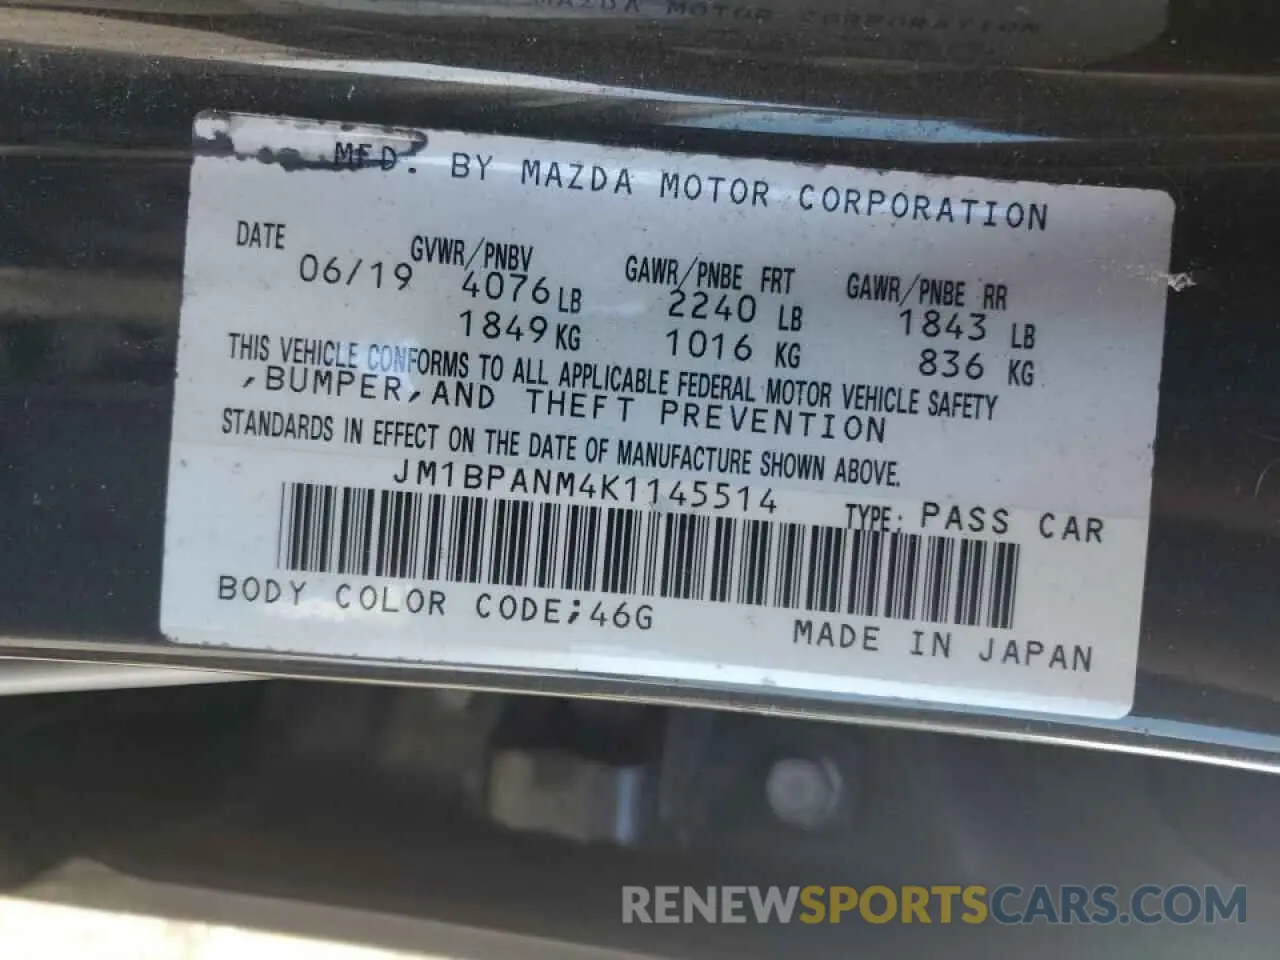 MAZDA MOTOR CORPORATION
MFD. BY MAZDA MOTOR CORPORATION
DATE GVWR/PNBV GAWR/PNBE FRT GAWR/PNBE RR
06/19 4076 LB 2240 LB 1843 LB
1849 KG 1016 KG 836 KG
THIS VEHICLE CONFORMS TO ALL APPLICABLE FEDERAL MOTOR VEHICLE SAFETY
,BUMPER,AND THEFT PREVENTION
STANDARDS IN EFFECT ON THE DATE OF MANUFACTURE SHOWN ABOVE.
JM1BPANM4K1145514 TYPE: PASS CAR
BODY COLOR CODE;46G MADE IN JAPAN
RENEWSPORTSCARS.COM